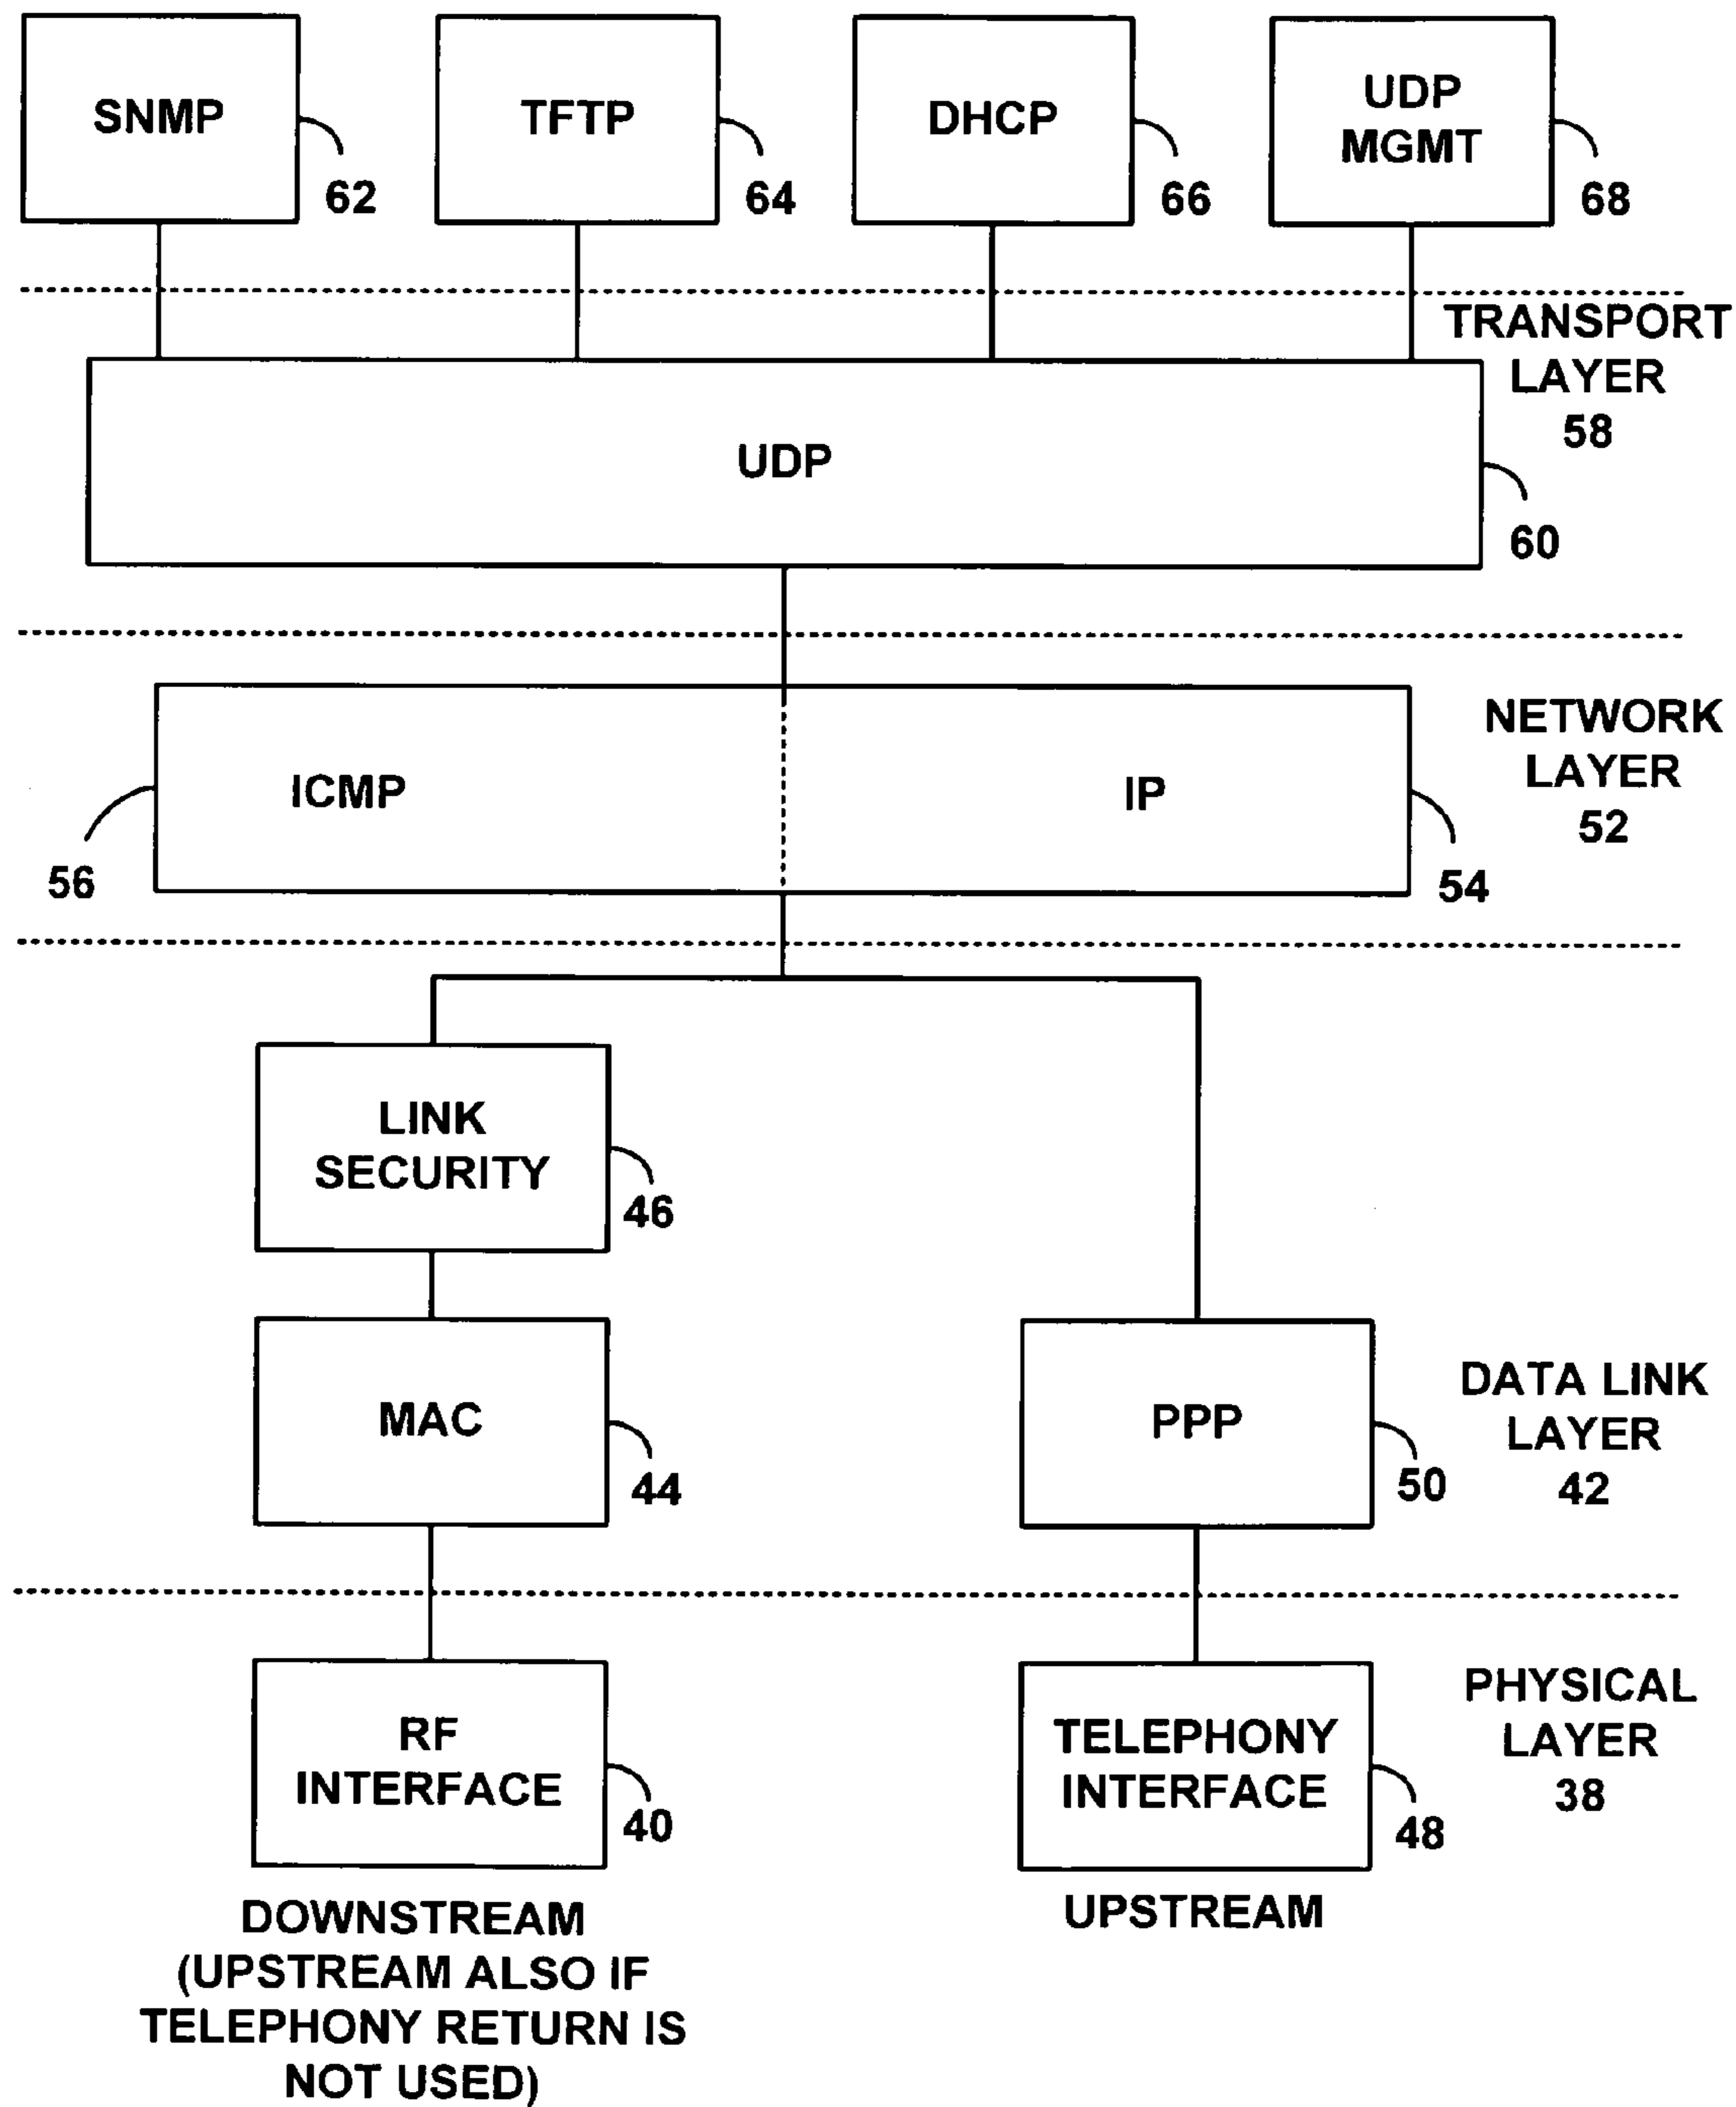 SNMP
62
TFTP
64
DHCP
66
UDP
MGMT
68
TRANSPORT
LAYER
58
UDP
60
NETWORK
LAYER
52
ICMP
56
IP
54
LINK
SECURITY
46
MAC
44
PPP
50
DATA LINK
LAYER
42
RF
INTERFACE
40
TELEPHONY
INTERFACE
48
PHYSICAL
LAYER
38
DOWNSTREAM
(UPSTREAM ALSO IF
TELEPHONY RETURN IS
NOT USED)
UPSTREAM